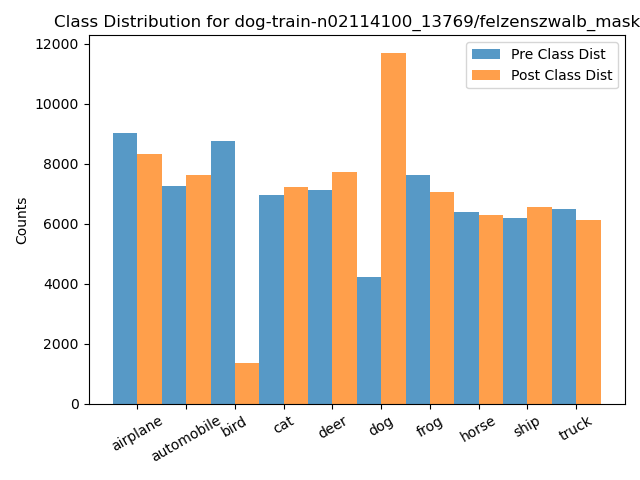 Class Distribution for dog-train-n02114100_13769/felzenszwalb_mask
Pre Class Dist
Post Class Dist
Counts
12000
10000
8000
6000
4000
2000
0
airplane
automobile
bird
cat
deer
dog
frog
horse
ship
truck